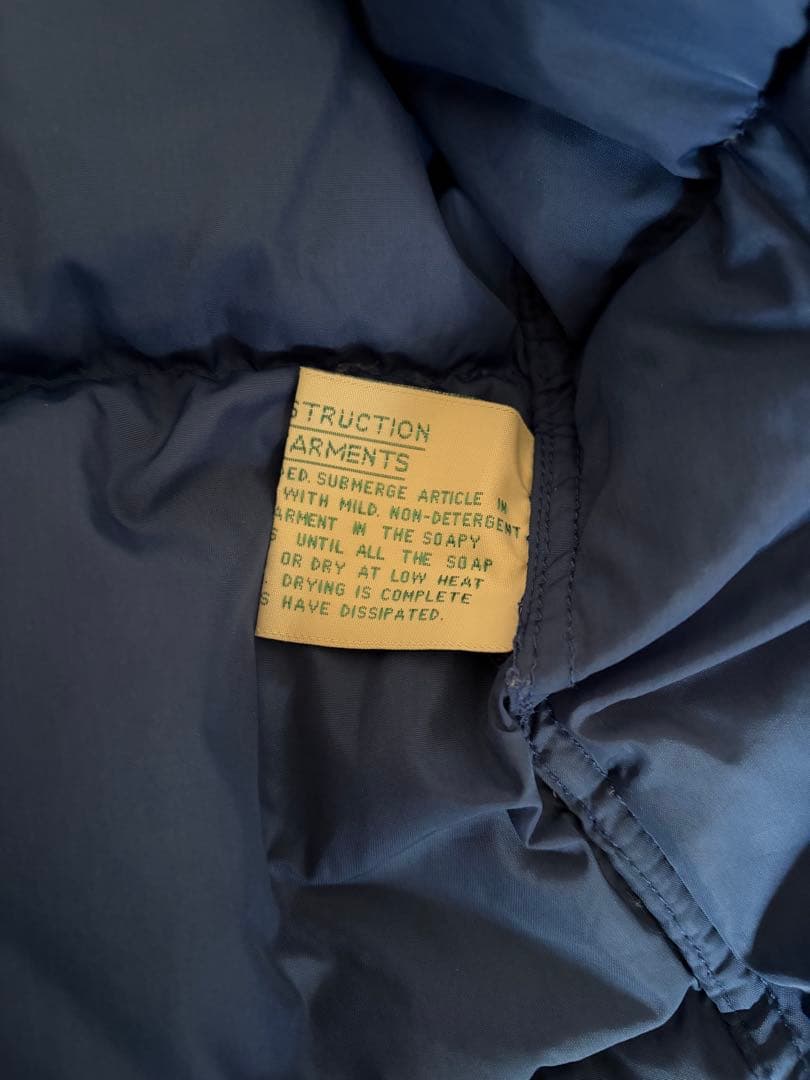 STRUCTION
ARMENTS
ED. SUBMERGE ARTICLE IN
WITH MILD, NON-DETERGENT
ARMENT IN THE SOAPY
S UNTIL ALL THE SOAP
OR DRY AT LOW HEAT
DRYING IS COMPLETE
S HAVE DISSIPATED.